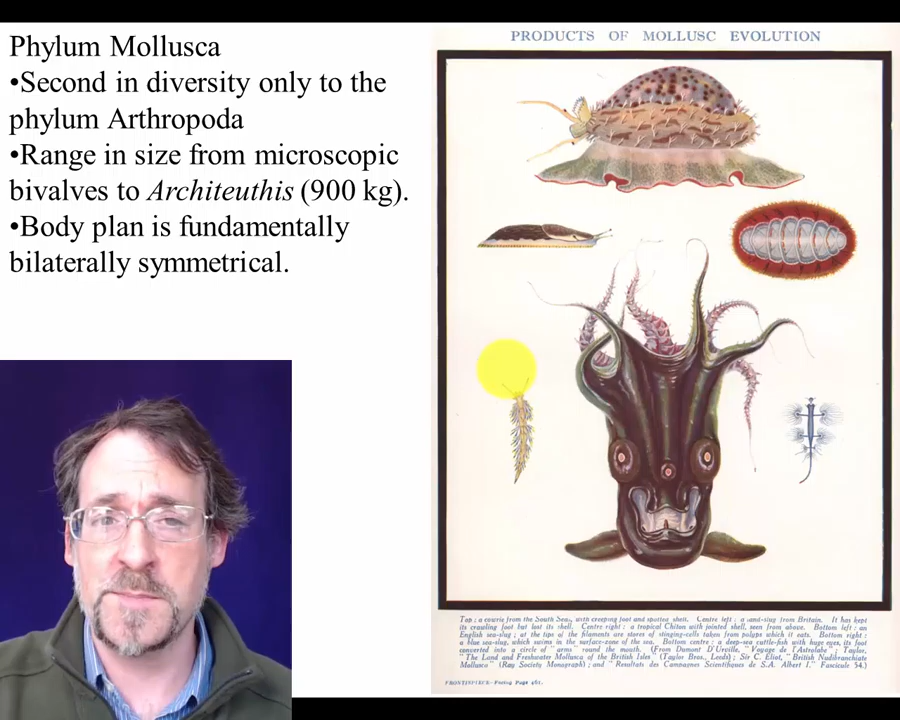 Phylum Mollusca
•Second in diversity only to the
phylum Arthropoda
•Range in size from microscopic
bivalves to Architeuthis (900 kg).
•Body plan is fundamentally
bilaterally symmetrical.
PRODUCTS OF MOLLUSC EVOLUTION
Top: a cowrie from the South Seas, with creeping foot and spotted shell. Centre left: a land-slug from Britain. It has kept
its crawling foot but lost its shell. Centre right: a tropical Chiton with jointed shell, seen from above. Bottom left: an
English sea-slug; at the tips of the filaments are stores of stinging-cells taken from polyps which it eats. Bottom right:
a blue sea-slug, which swims in the surface-zone of the sea. Bottom centre: a deep-sea cuttle-fish with huge eyes, its foot
converted into a circle of "arms" round the mouth. (From Dumont D'Urville, "Voyage de l'Astrolabe"; Taylor,
"The Land and Freshwater Mollusca of the British Isles" (Taylor Bros., Leeds); Sir C. Eliot, "British Nudibranchiate
Mollusca" (Ray Society Monograph); and "Resultats des Campagnes Scientifiques de S.A. Albert I." Fascicule 54.)
FRONTISPIECE—Facing Page 461.